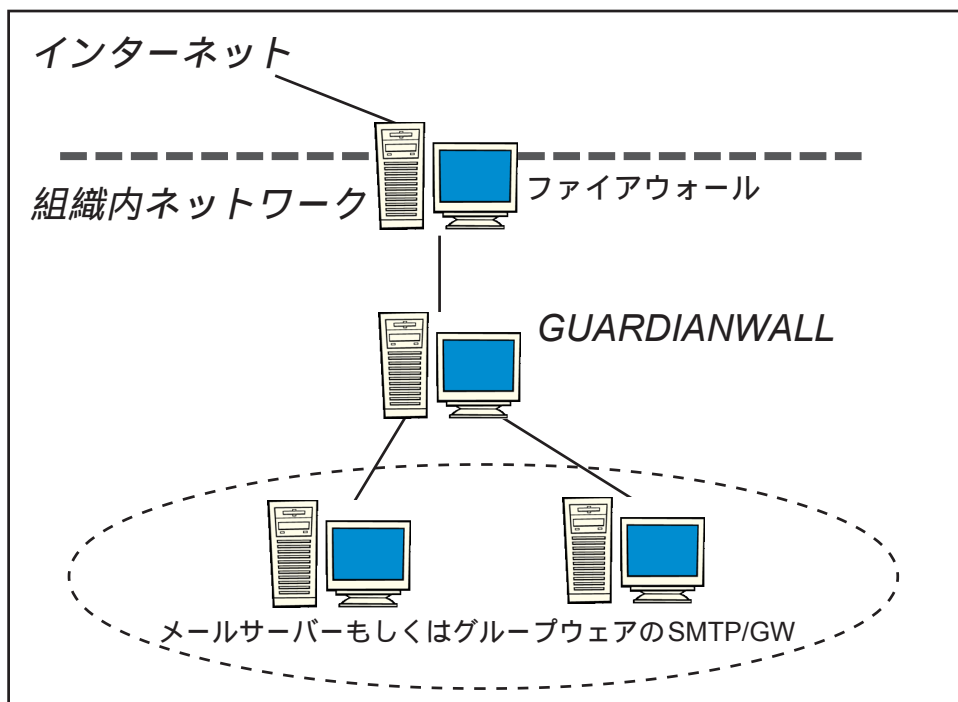 インターネット
組織内ネットワーク
ファイアウォール
GUARDIANWALL
メールサーバーもしくはグループウェアのSMTP/GW